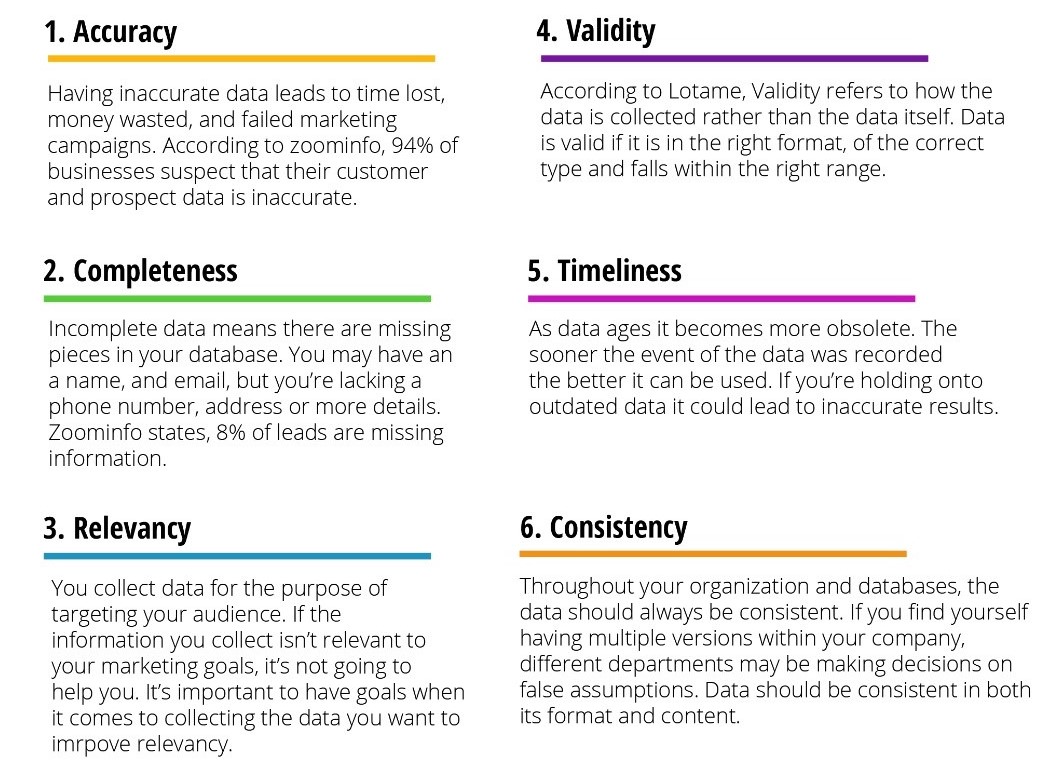 1. Accuracy
Having inaccurate data leads to time lost,
money wasted, and failed marketing
campaigns. According to zoominfo, 94% of
businesses suspect that their customer
and prospect data is inaccurate.
2. Completeness
Incomplete data means there are missing
pieces in your database. You may have an
a name, and email, but you’re lacking a
phone number, address or more details.
Zoominfo states, 8% of leads are missing
information.
3. Relevancy
You collect data for the purpose of
targeting your audience. If the
information you collect isn’t relevant to
your marketing goals, it’s not going to
help you. It’s important to have goals when
it comes to collecting the data you want to
imrpove relevancy.
4. Validity
According to Lotame, Validity refers to how the
data is collected rather than the data itself. Data
is valid if it is in the right format, of the correct
type and falls within the right range.
5. Timeliness
As data ages it becomes more obsolete. The
sooner the event of the data was recorded
the better it can be used. If you’re holding onto
outdated data it could lead to inaccurate results.
6. Consistency
Throughout your organization and databases, the
data should always be consistent. If you find yourself
having multiple versions within your company,
different departments may be making decisions on
false assumptions. Data should be consistent in both
its format and content.